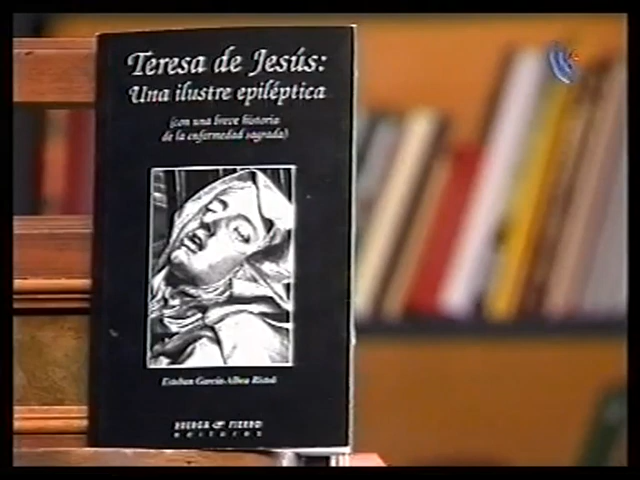 Teresa de Jesús:
Una ilustre epiléptica
(con una breve historia
de la enfermedad sagrada)
Esteban García-Albea Ristol
HUERGA & FIERRO
editores